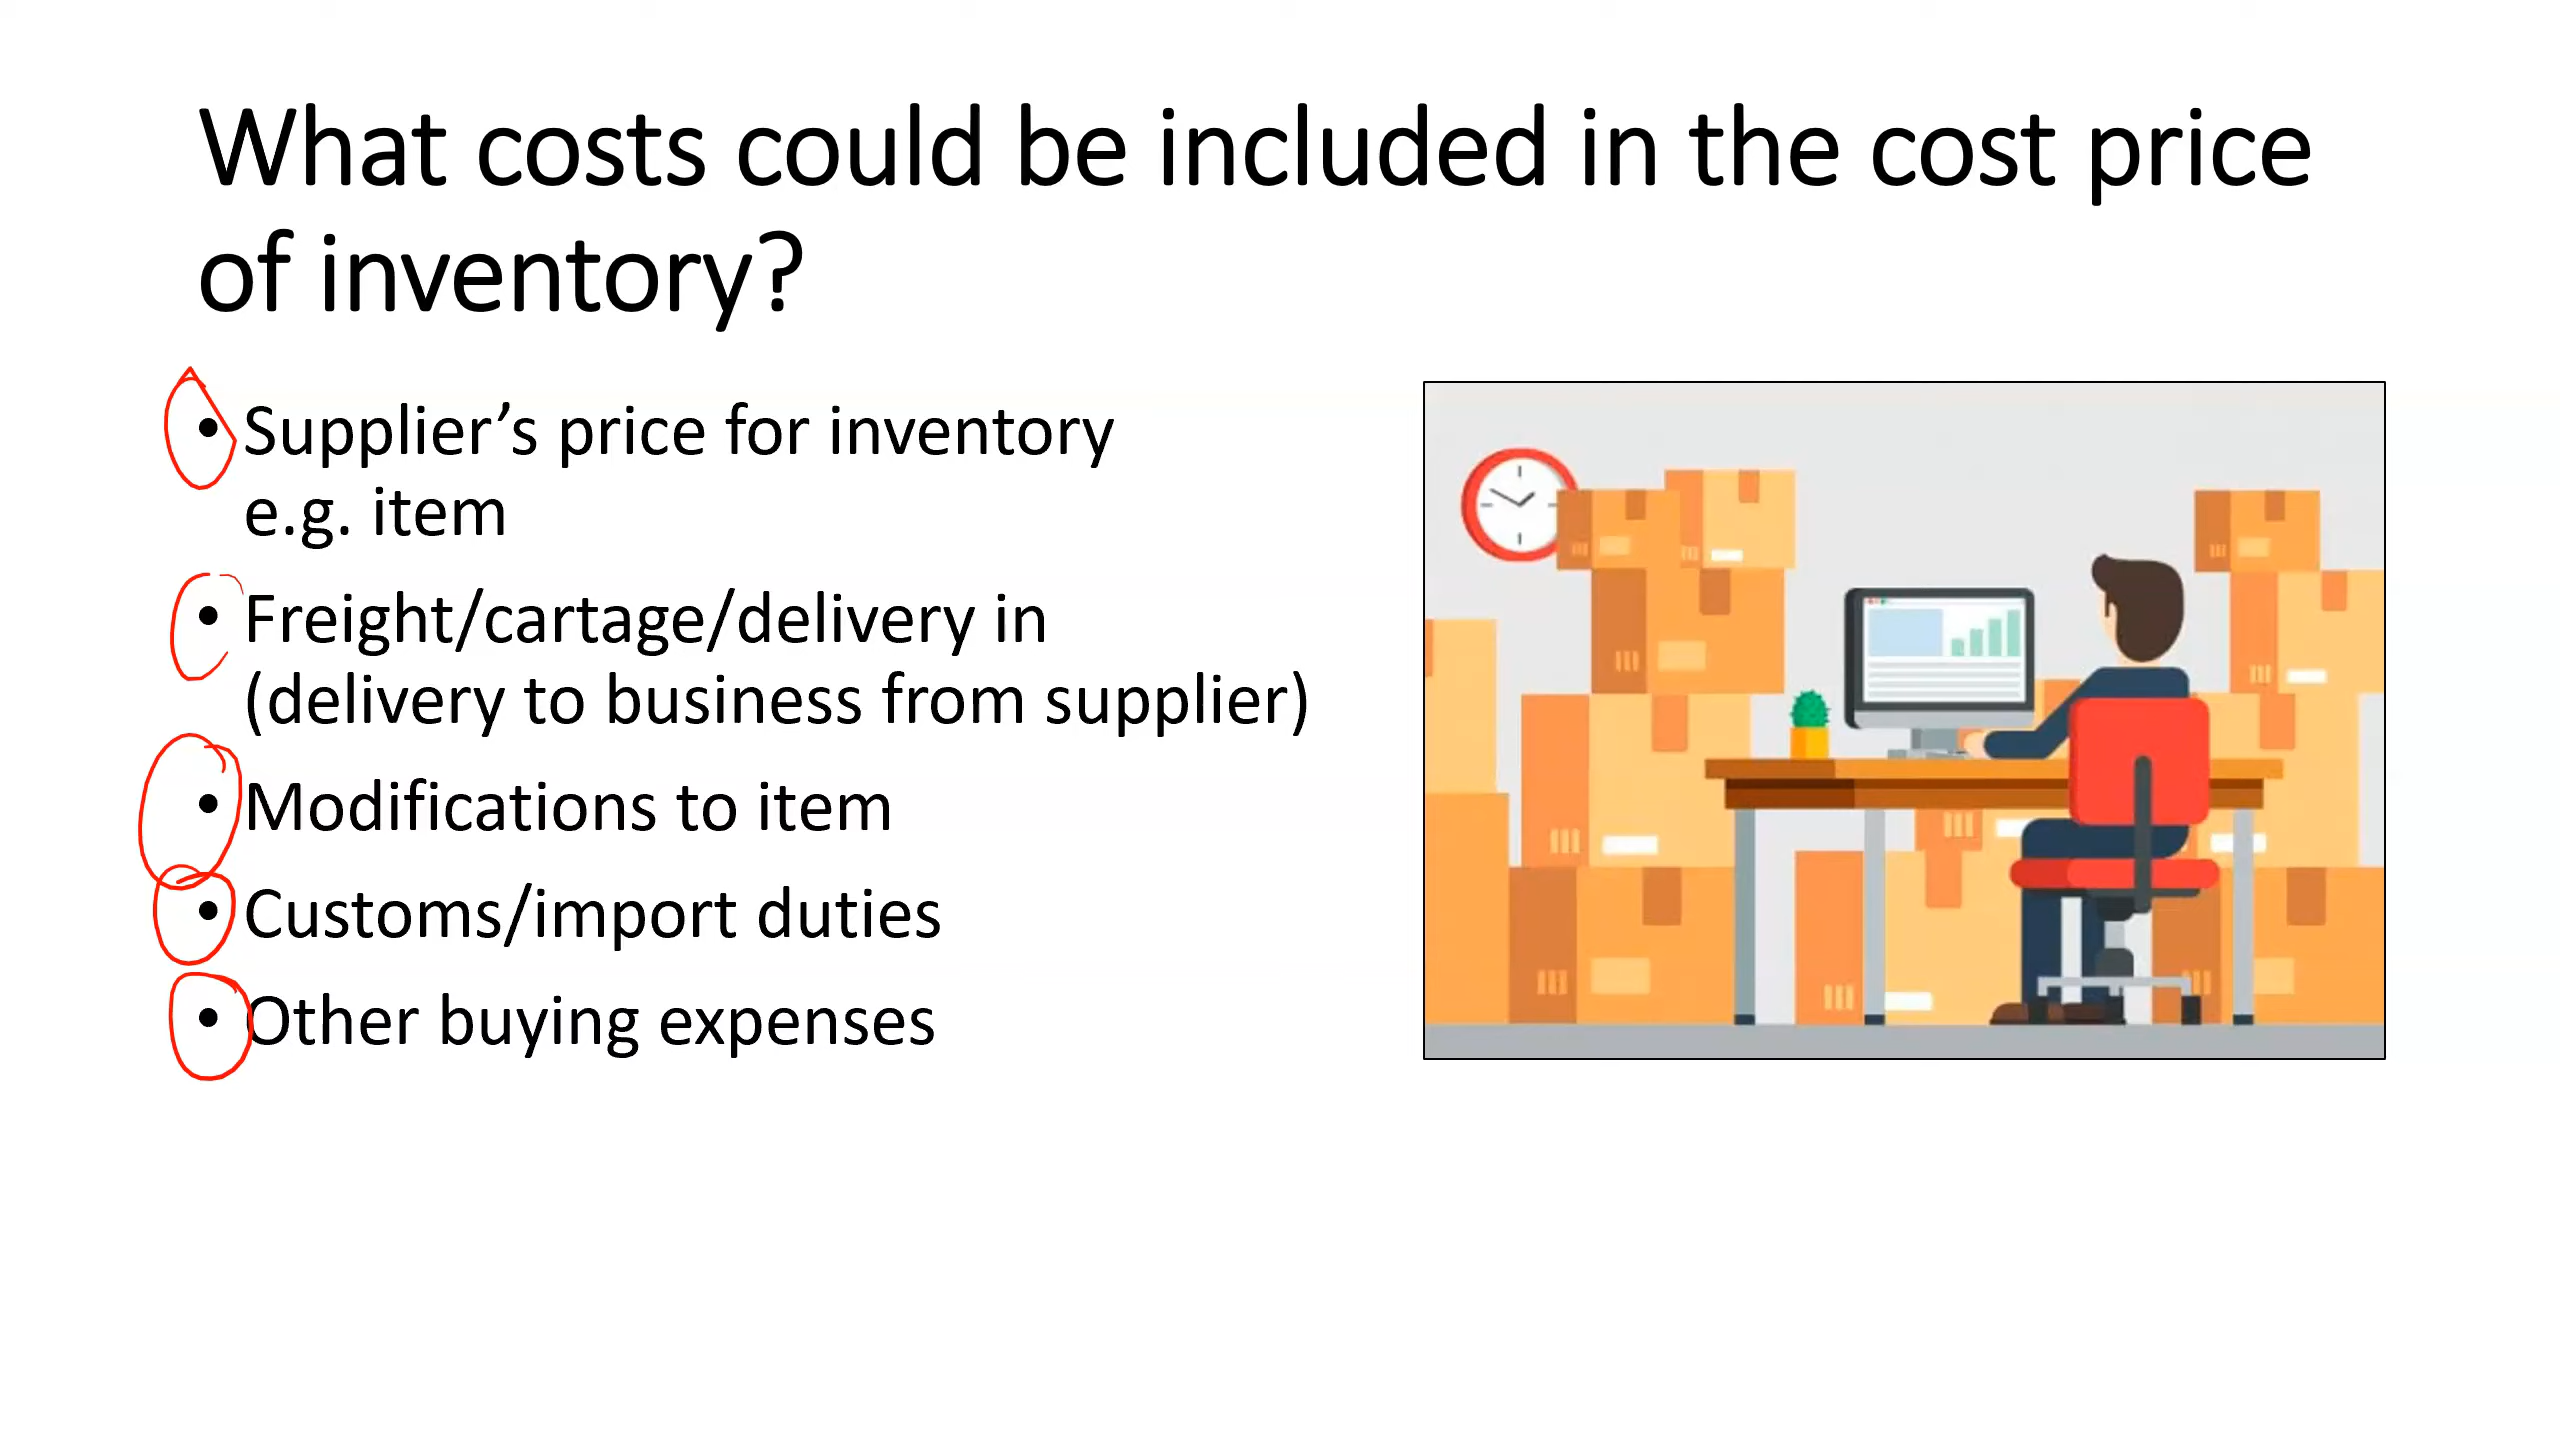 What costs could be included in the cost price
of inventory?
• Supplier’s price for inventory
e.g. item
• Freight/cartage/delivery in
(delivery to business from supplier)
• Modifications to item
• Customs/import duties
• Other buying expenses